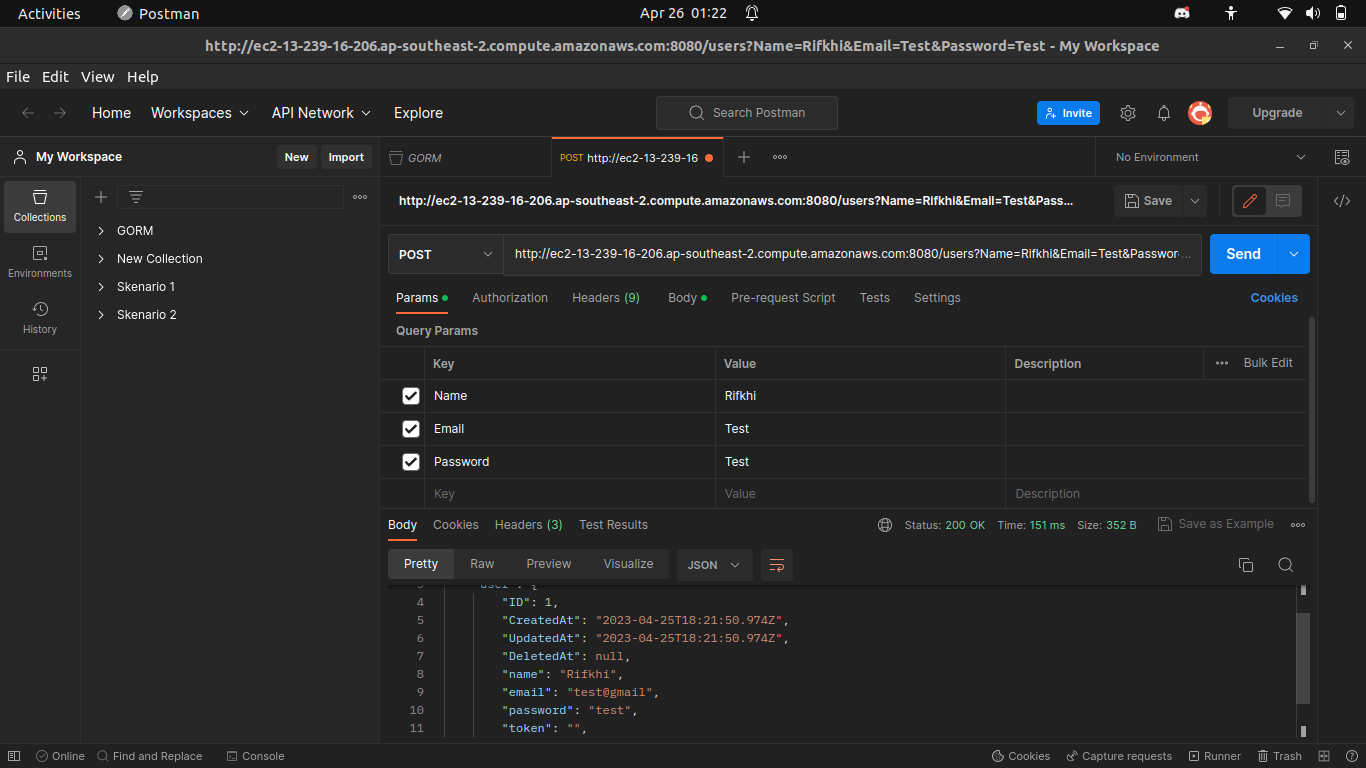 Activities Postman Apr 26 01:22
http://ec2-13-239-16-206.ap-southeast-2.compute.amazonaws.com:8080/users?Name=Rifkhi&Email=Test&Password=Test - My Workspace
File Edit View Help
Home Workspaces API Network Explore Search Postman Invite Upgrade
My Workspace New Import GORM POST http://ec2-13-239-16 No Environment
Collections
Environments
History
GORM
New Collection
Skenario 1
Skenario 2
http://ec2-13-239-16-206.ap-southeast-2.compute.amazonaws.com:8080/users?Name=Rifkhi&Email=Test&Pass... Save
POST http://ec2-13-239-16-206.ap-southeast-2.compute.amazonaws.com:8080/users?Name=Rifkhi&Email=Test&Passwor... Send
Params Authorization Headers (9) Body Pre-request Script Tests Settings Cookies
Query Params
Key Value Description Bulk Edit
Name Rifkhi
Email Test
Password Test
Key Value Description
Body Cookies Headers (3) Test Results Status: 200 OK Time: 151 ms Size: 352 B Save as Example
Pretty Raw Preview Visualize JSON
4 "ID": 1,
5 "CreatedAt": "2023-04-25T18:21:50.974Z",
6 "UpdatedAt": "2023-04-25T18:21:50.974Z",
7 "DeletedAt": null,
8 "name": "Rifkhi",
9 "email": "test@gmail",
10 "password": "test",
11 "token": "",
Online Find and Replace Console Cookies Capture requests Runner Trash